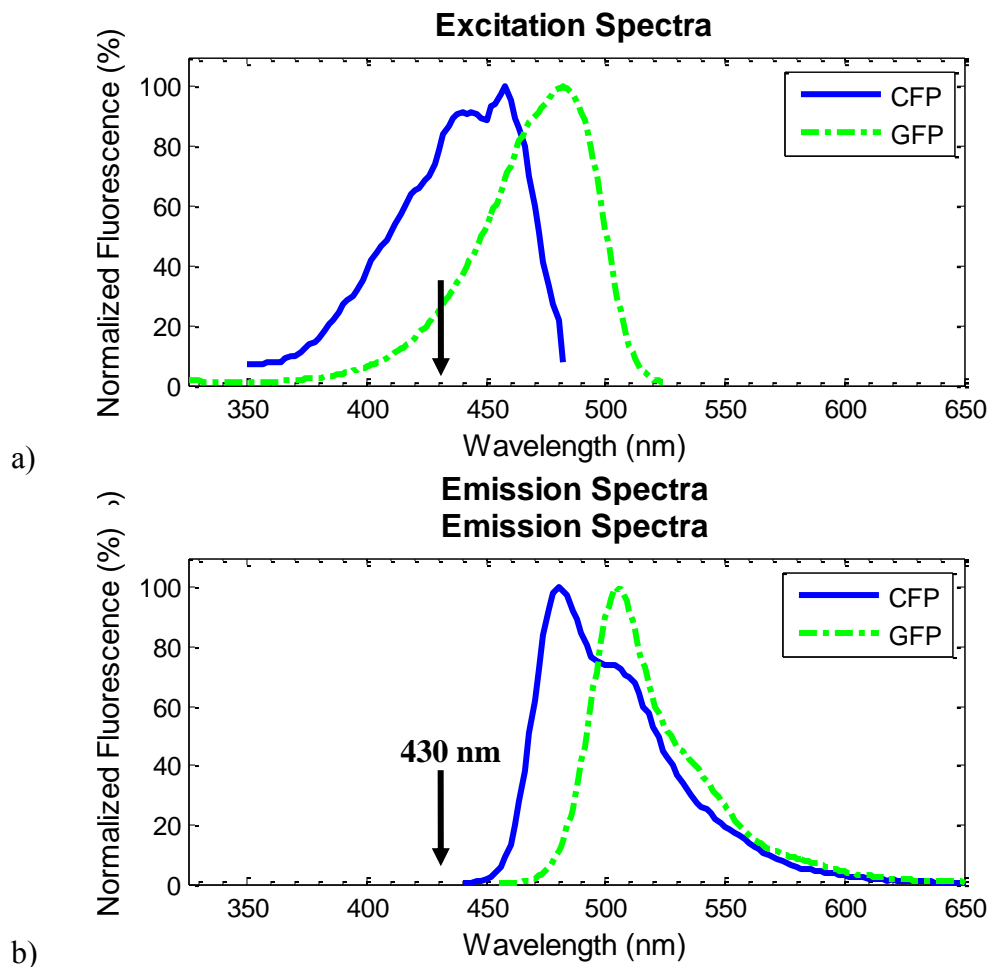 Excitation Spectra
Normalized Fluorescence (%)
100
80
60
40
20
0
CFP
GFP
350 400 450 500 550 600 650
Wavelength (nm)
a)
Emission Spectra
Emission Spectra
Normalized Fluorescence (%)
100
80
60
40
20
0
CFP
GFP
430 nm
350 400 450 500 550 600 650
Wavelength (nm)
b)